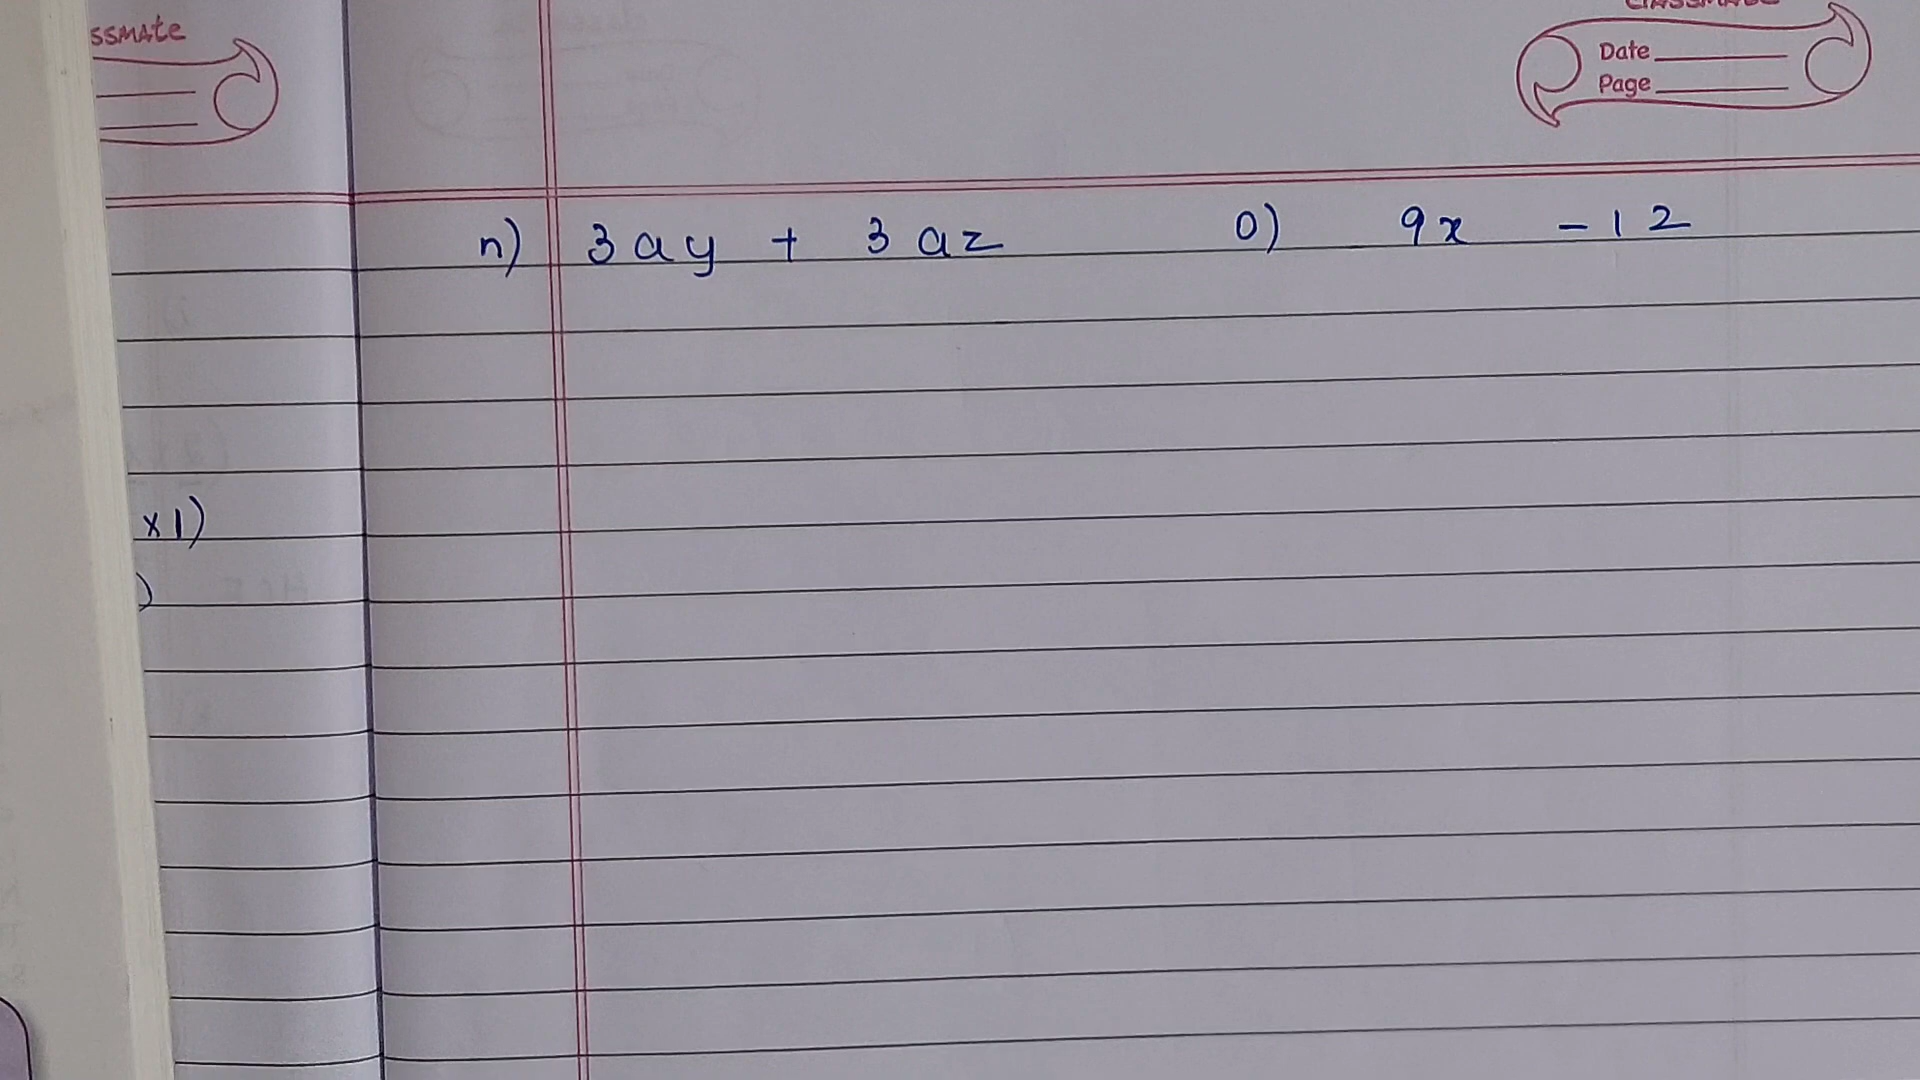 ssmate
Date
Page
n) 3ay + 3az o) 9x - 12
x1)
)